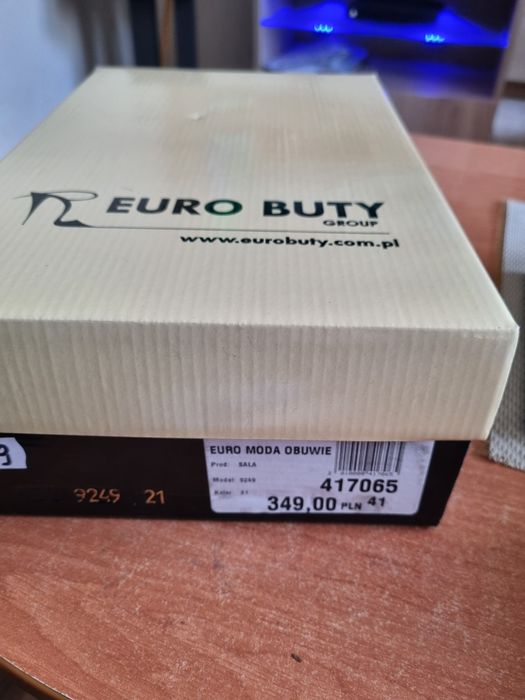 EURO BUTY
GROUP
www.eurobuty.com.pl
9
EURO MODA OBUWIE
Prod: SALA
Model: 9249
Kolor: 21
417065
349,00 PLN 41
9249 21